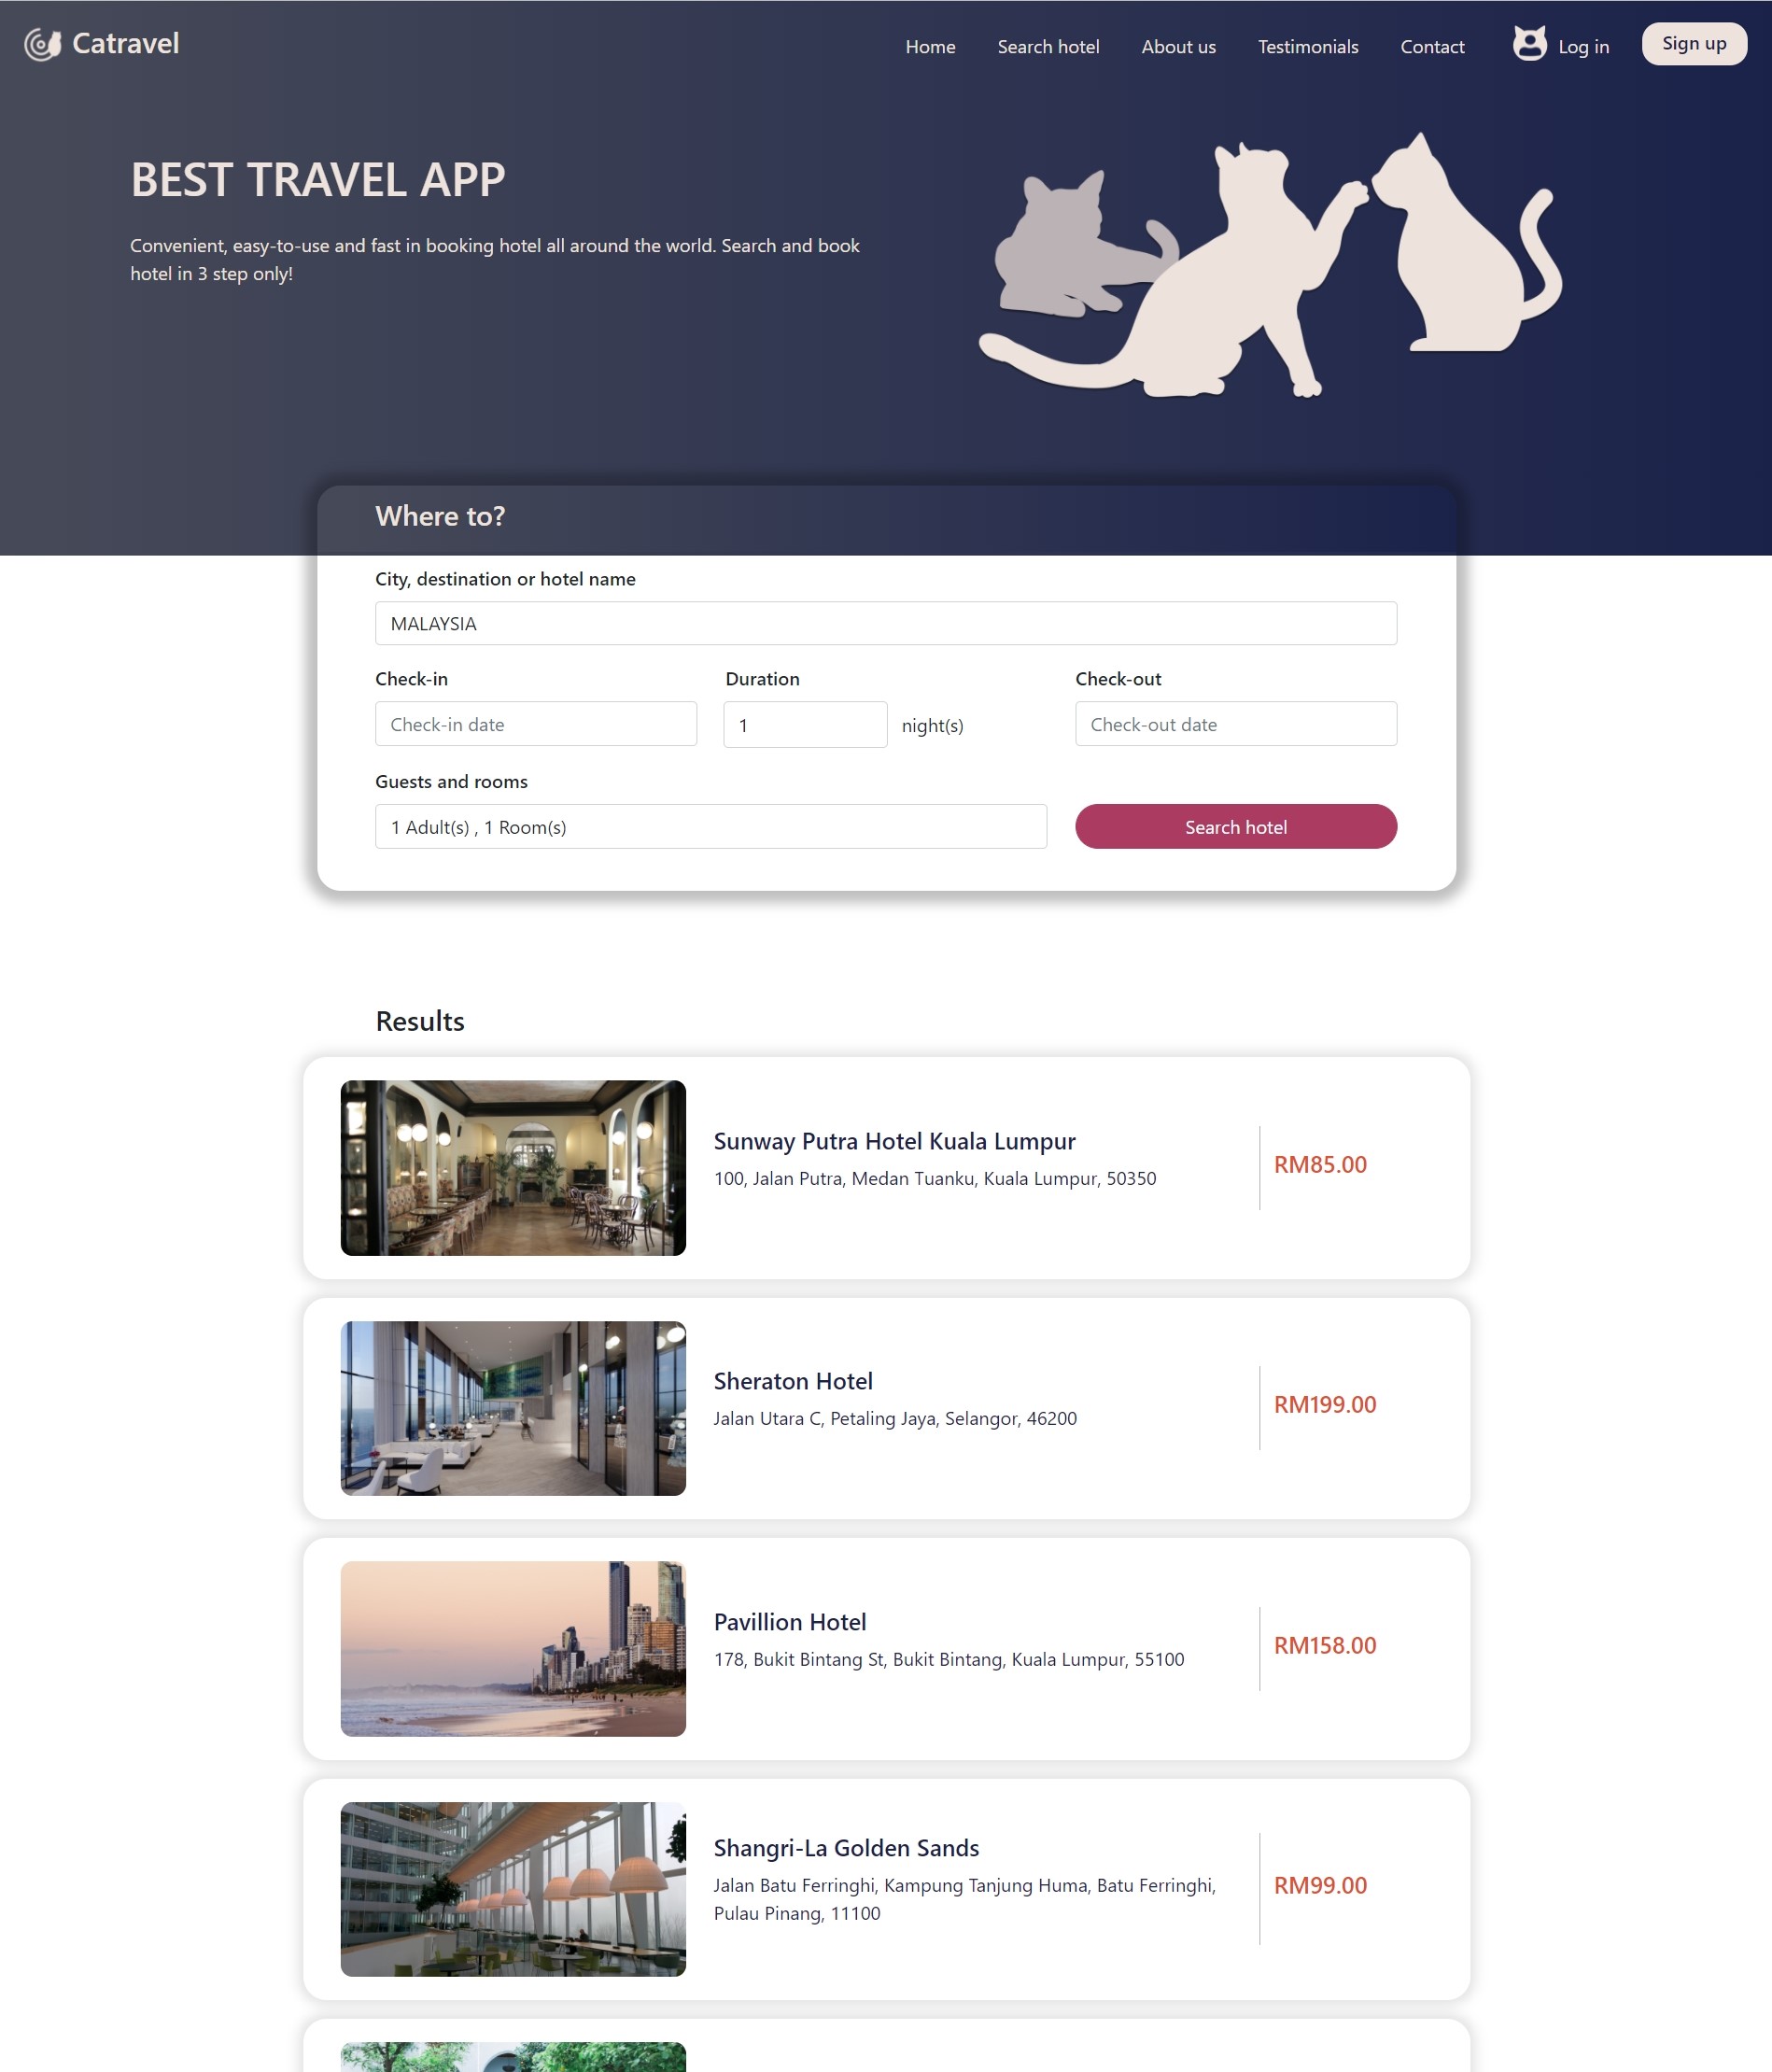 Catravel
Home
Search hotel
About us
Testimonials
Contact
Log in
Sign up
BEST TRAVEL APP
Convenient, easy-to-use and fast in booking hotel all around the world. Search and book
hotel in 3 step only!
Where to?
City, destination or hotel name
MALAYSIA
Check-in
Duration
Check-out
Check-in date
1
night(s)
Check-out date
Guests and rooms
1 Adult(s) , 1 Room(s)
Search hotel
Results
Sunway Putra Hotel Kuala Lumpur
100, Jalan Putra, Medan Tuanku, Kuala Lumpur, 50350
RM85.00
Sheraton Hotel
Jalan Utara C, Petaling Jaya, Selangor, 46200
RM199.00
Pavillion Hotel
178, Bukit Bintang St, Bukit Bintang, Kuala Lumpur, 55100
RM158.00
Shangri-La Golden Sands
Jalan Batu Ferringhi, Kampung Tanjung Huma, Batu Ferringhi,
Pulau Pinang, 11100
RM99.00